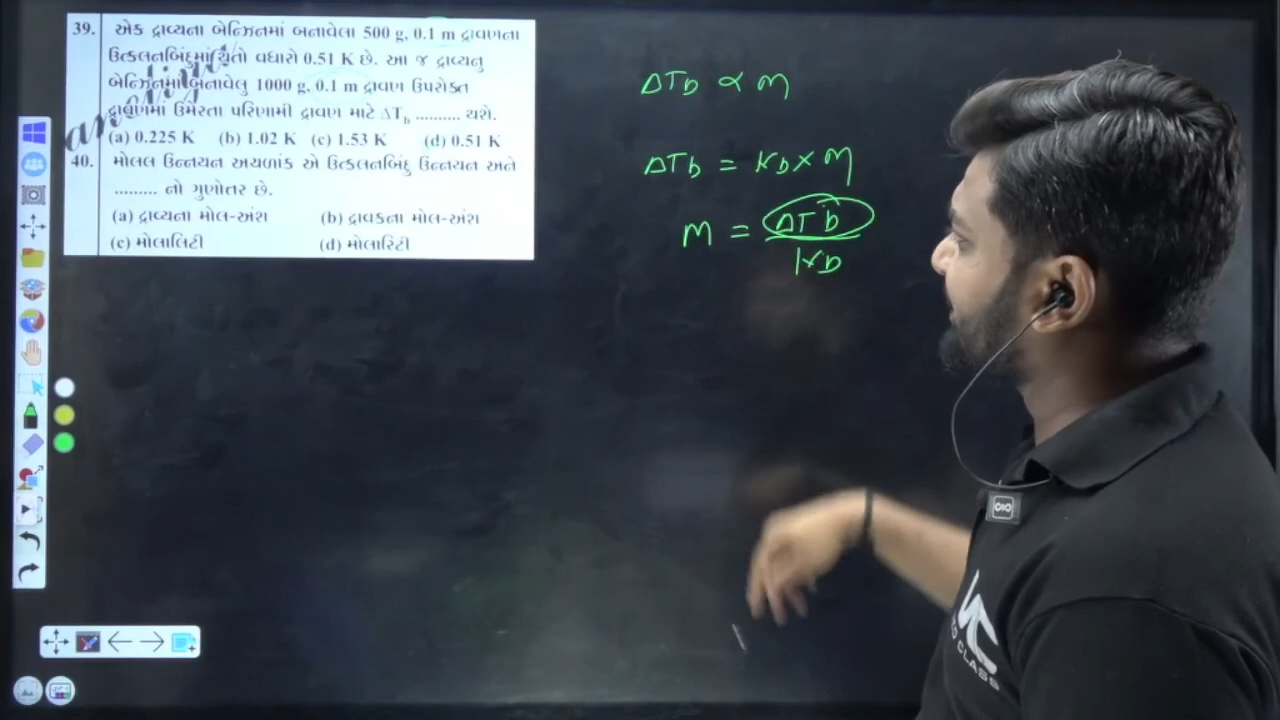 39. એક દ્રાવ્યના બેન્ઝિનમાં બનાવેલા 500 g, 0.1 m દ્રાવણના
ઉત્કલનબિંદુમાં થતો વધારો 0.51 K છે. આ જ દ્રાવ્યનુ
બેન્ઝિનમાં બનાવેલુ 1000 g, 0.1 m દ્રાવણ ઉપરોક્ત
દ્રાવણમાં ઉમેરતા પરિણામી દ્રાવણ માટે ΔTb .......... થશે.
(a) 0.225 K (b) 1.02 K (c) 1.53 K (d) 0.51 K
40. મોલલ ઉન્નયન અચળાંક એ ઉત્કલનબિંદુ ઉન્નયન અને
......... નો ગુણોતર છે.
(a) દ્રાવ્યના મોલ-અંશ (b) દ્રાવકના મોલ-અંશ
(c) મોલાલિટી (d) મોલારિટી
ΔTb ∝ m
ΔTb = Kb × m
m = ΔTb
Kb
CLASS